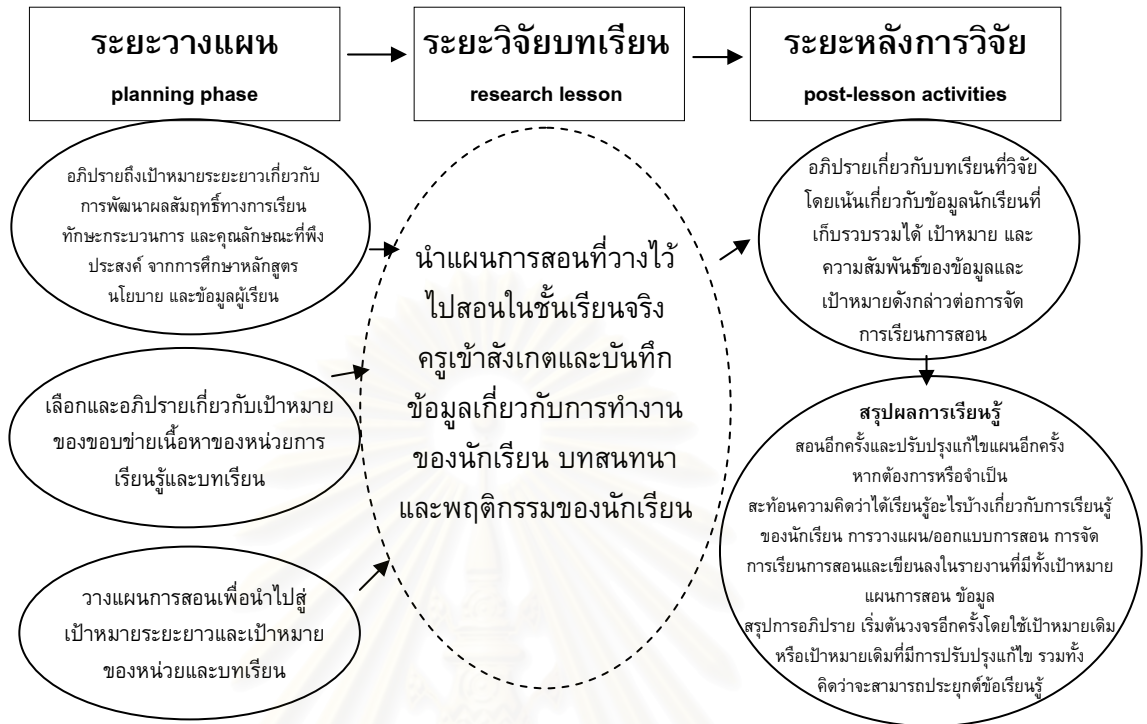 ระยะวางแผน
planning phase
ระยะวิจัยบทเรียน
research lesson
ระยะหลังการวิจัย
post-lesson activities
อภิปรายถึงเป้าหมายระยะยาวเกี่ยวกับ
การพัฒนาผลสัมฤทธิ์ทางการเรียน
ทักษะกระบวนการ และคุณลักษณะที่พึง
ประสงค์ จากการศึกษาหลักสูตร
นโยบาย และข้อมูลผู้เรียน
เลือกและอภิปรายเกี่ยวกับเป้าหมาย
ของขอบข่ายเนื้อหาของหน่วยการ
เรียนรู้และบทเรียน
วางแผนการสอนเพื่อนำไปสู่
เป้าหมายระยะยาวและเป้าหมาย
ของหน่วยและบทเรียน
นำแผนการสอนที่วางไว้
ไปสอนในชั้นเรียนจริง
ครูเข้าสังเกตและบันทึก
ข้อมูลเกี่ยวกับการทำงาน
ของนักเรียน บทสนทนา
และพฤติกรรมของนักเรียน
อภิปรายเกี่ยวกับบทเรียนที่วิจัย
โดยเน้นเกี่ยวกับข้อมูลนักเรียนที่
เก็บรวบรวมได้ เป้าหมาย และ
ความสัมพันธ์ของข้อมูลและ
เป้าหมายดังกล่าวต่อการจัด
การเรียนการสอน
สรุปผลการเรียนรู้
สอนอีกครั้งและปรับปรุงแก้ไขแผนอีกครั้ง
หากต้องการหรือจำเป็น
สะท้อนความคิดว่าได้เรียนรู้อะไรบ้างเกี่ยวกับการเรียนรู้
ของนักเรียน การวางแผน/ออกแบบการสอน การจัด
การเรียนการสอนและเขียนลงในรายงานที่มีทั้งเป้าหมาย
แผนการสอน ข้อมูล
สรุปการอภิปราย เริ่มต้นวงจรอีกครั้งโดยใช้เป้าหมายเดิม
หรือเป้าหมายเดิมที่มีการปรับปรุงแก้ไข รวมทั้ง
คิดว่าจะสามารถประยุกต์ข้อเรียนรู้